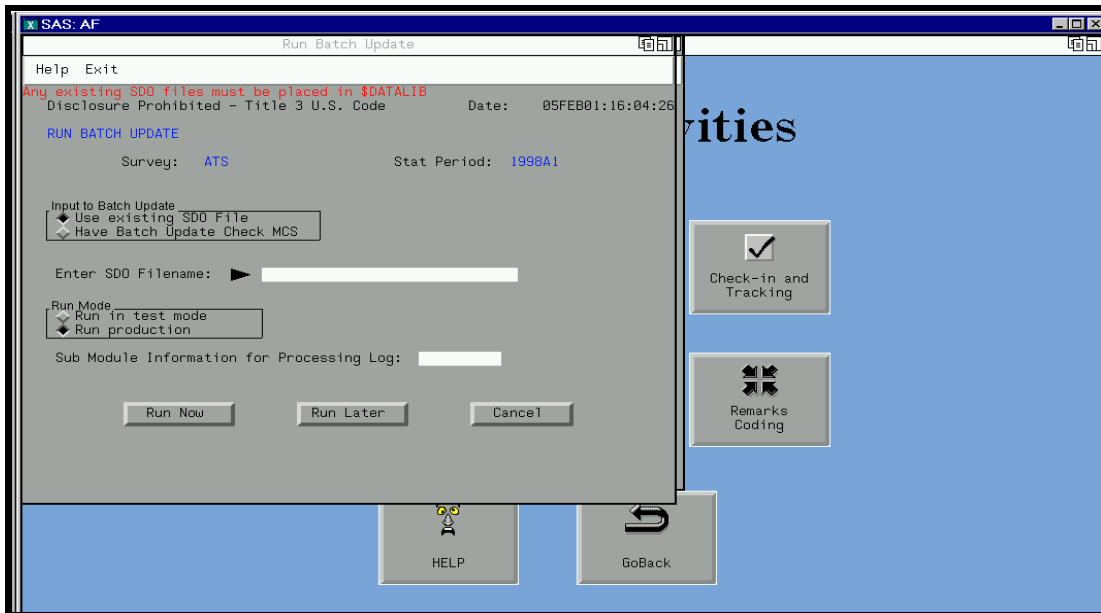 X SAS: AF
Run Batch Update
Help Exit
Any existing SDO files must be placed in $DATALIB
Disclosure Prohibited - Title 3 U.S. Code Date: 05FEB01:16:04:26
RUN BATCH UPDATE
Survey: ATS Stat Period: 1998A1
Input to Batch Update
Use existing SDO File
Have Batch Update Check MCS
Enter SDO Filename:
Run Mode
Run in test mode
Run production
Sub Module Information for Processing Log:
Run Now Run Later Cancel
vities
Check-in and
Tracking
Remarks
Coding
HELP
GoBack